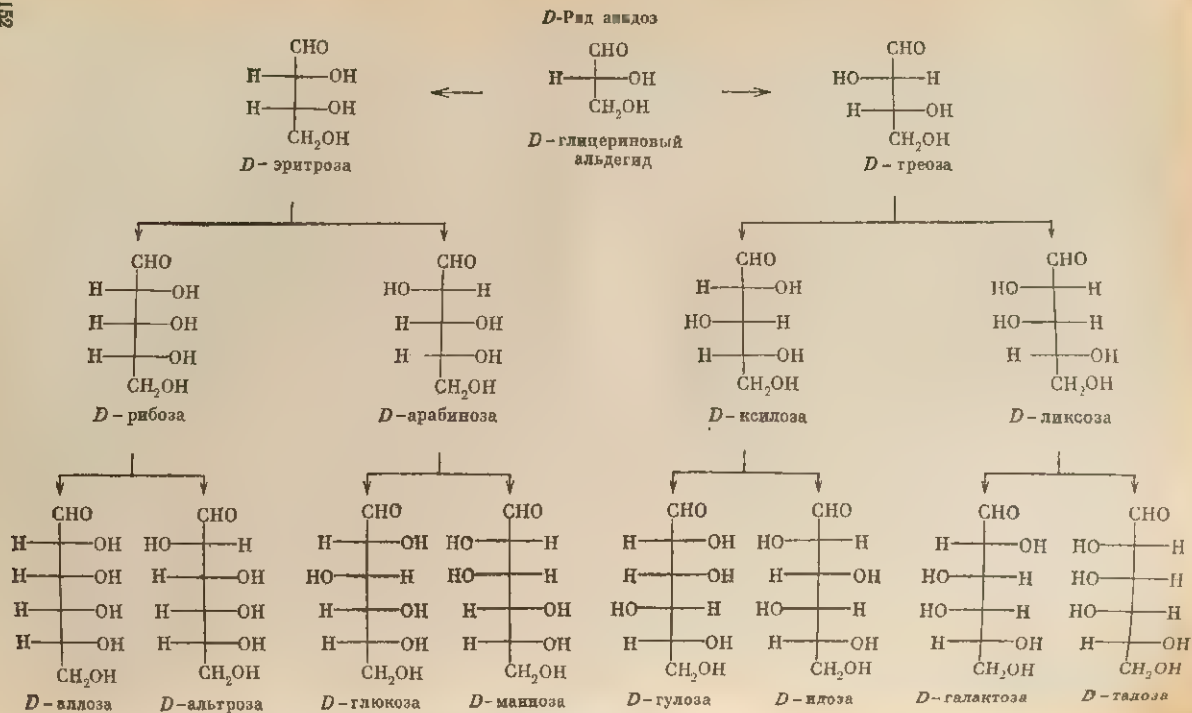 152
D-Ряд альдоз
CHO
H OH
H OH
CH₂OH
D-эритроза
CHO
H OH
CH₂OH
D-глицериновый
альдегид
CHO
HO H
H OH
CH₂OH
D-треоза
CHO
H OH
H OH
H OH
CH₂OH
D-рибоза
CHO
HO H
H OH
H OH
CH₂OH
D-арабиноза
CHO
H OH
HO H
H OH
CH₂OH
D-ксилоза
CHO
HO H
HO H
H OH
CH₂OH
D-ликсоза
CHO
H OH
H OH
H OH
H OH
CH₂OH
D-аллоза
CHO
HO H
H OH
H OH
H OH
CH₂OH
D-альтроза
CHO
H OH
HO H
H OH
H OH
CH₂OH
D-глюкоза
CHO
HO H
HO H
H OH
H OH
CH₂OH
D-манноза
CHO
H OH
H OH
HO H
H OH
CH₂OH
D-гулоза
CHO
HO H
H OH
HO H
H OH
CH₂OH
D-идоза
CHO
H OH
HO H
HO H
H OH
CH₂OH
D-галактоза
CHO
HO H
HO H
HO H
H OH
CH₂OH
D-талоза